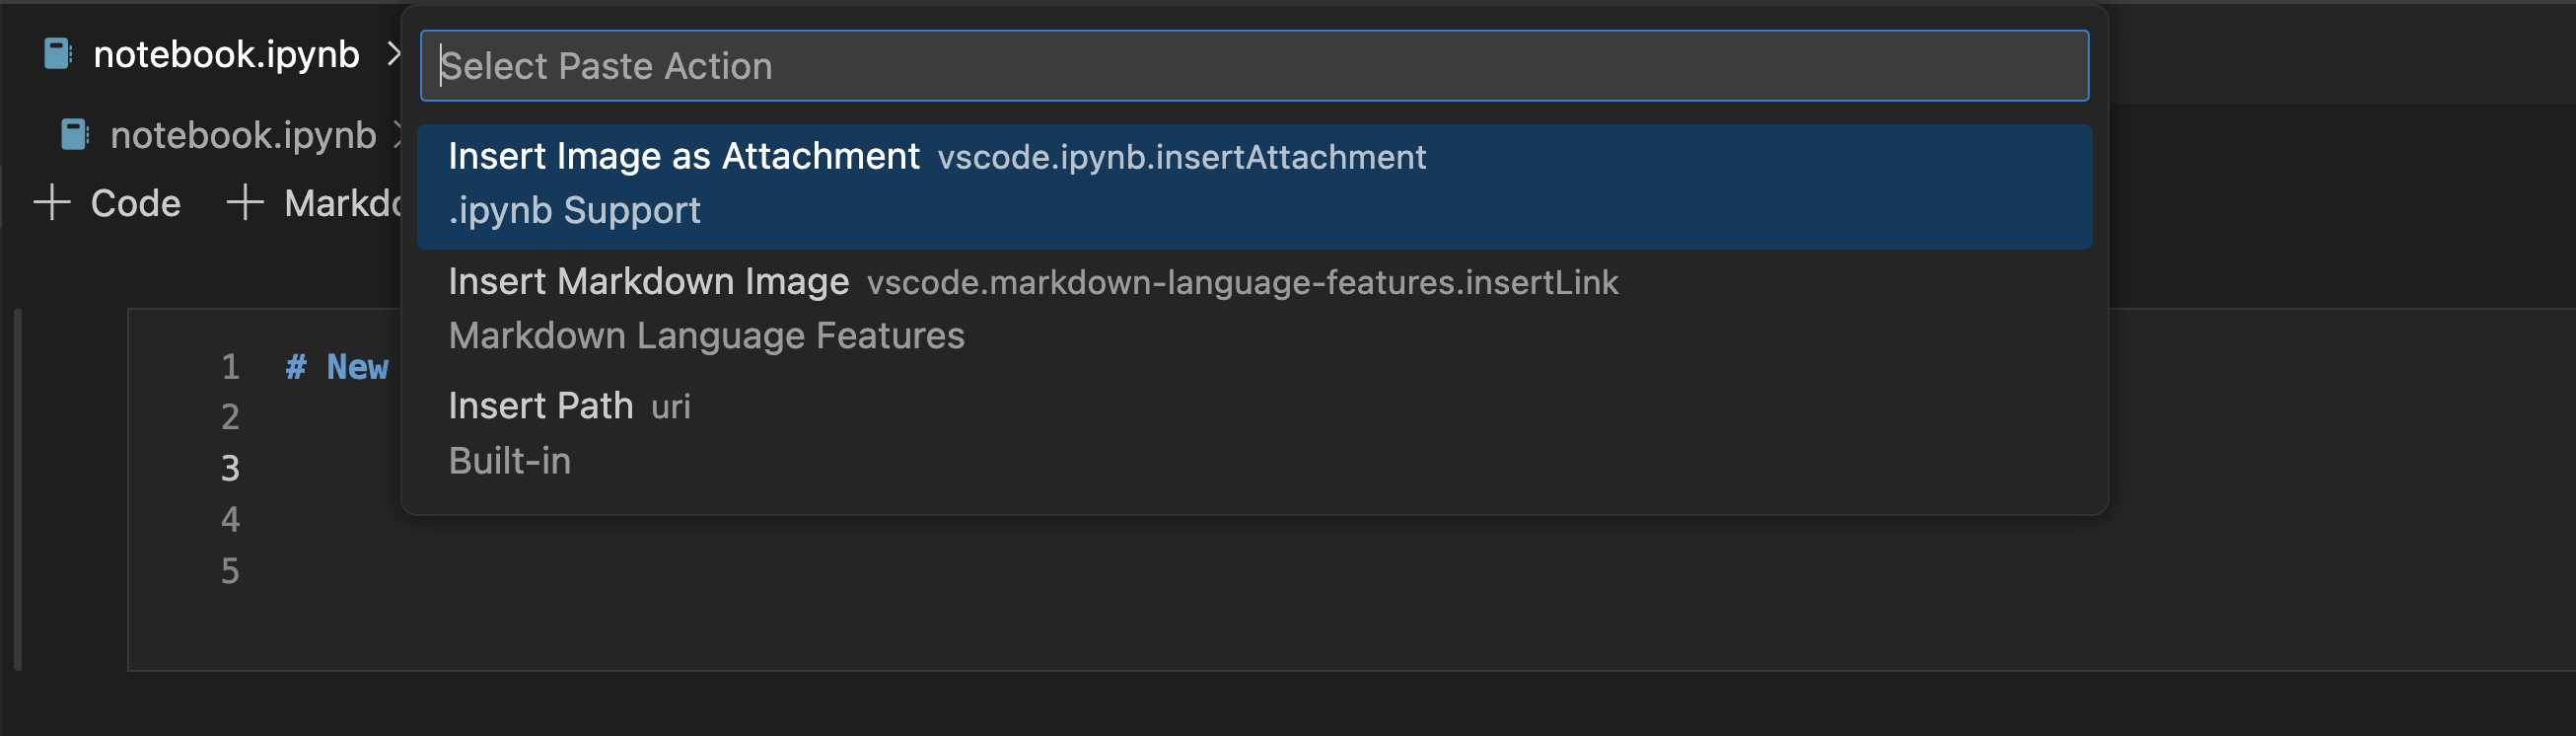 notebook.ipynb
Select Paste Action
notebook.ipynb
Insert Image as Attachment vscode.ipynb.insertAttachment
.ipynb Support
+ Code + Markdo
Insert Markdown Image vscode.markdown-language-features.insertLink
Markdown Language Features
Insert Path uri
Built-in
1 # New
2
3
4
5